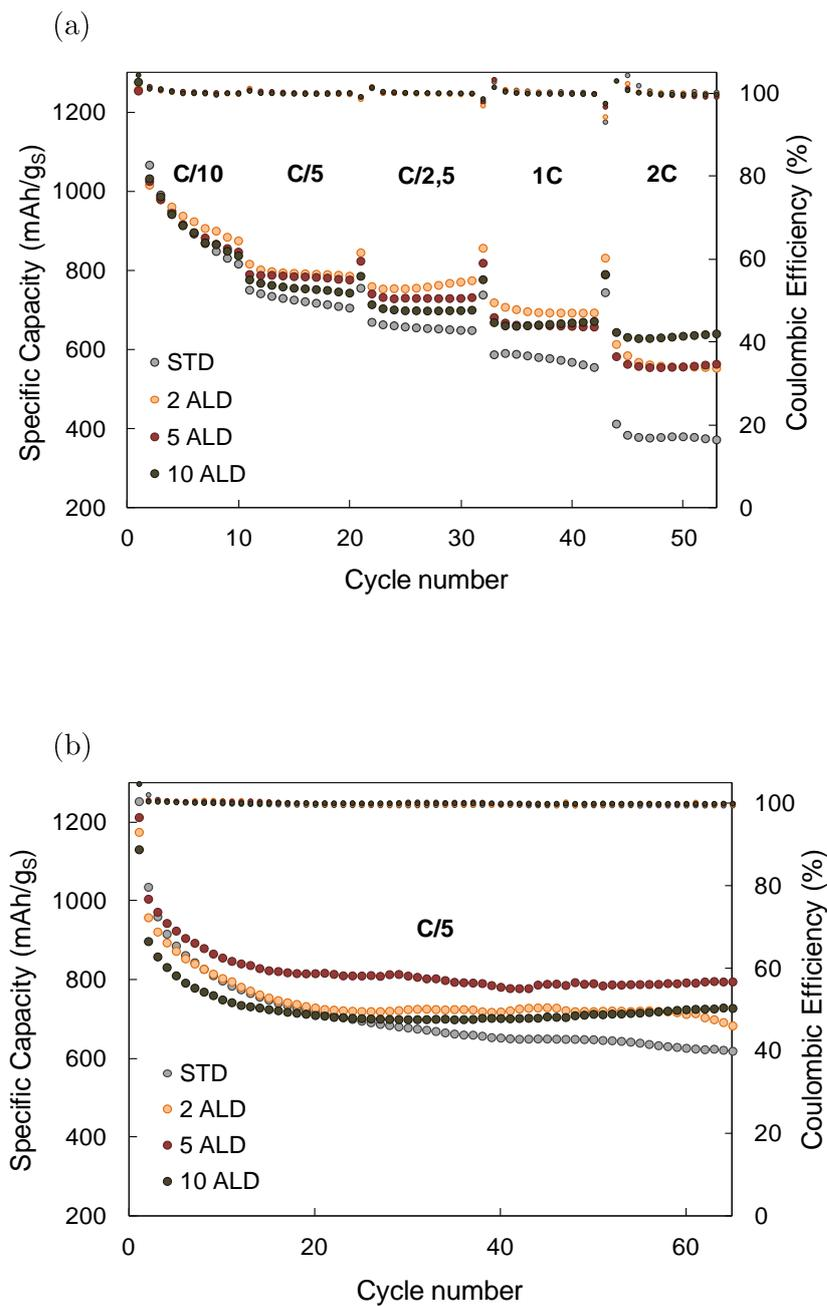 (a)
1200
1000
800
600
400
200
100
80
60
40
20
0
Specific Capacity (mAh/gS)
Coulombic Efficiency (%)
C/10 C/5 C/2,5 1C 2C
STD
2 ALD
5 ALD
10 ALD
0 10 20 30 40 50
Cycle number
(b)
1200
1000
800
600
400
200
100
80
60
40
20
0
Specific Capacity (mAh/gS)
Coulombic Efficiency (%)
C/5
STD
2 ALD
5 ALD
10 ALD
0 20 40 60
Cycle number